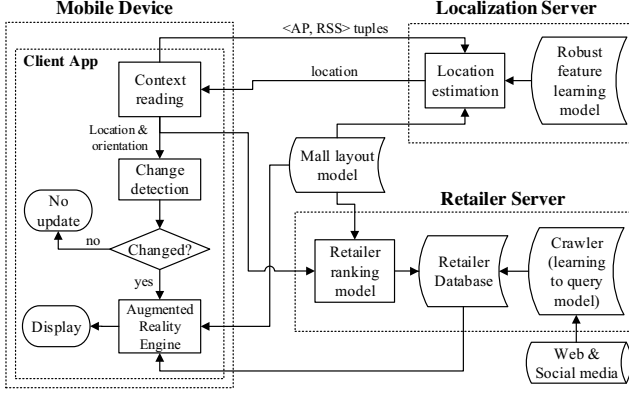 Mobile Device
Localization Server
<AP, RSS> tuples
Client App
Context
reading
location
Location
estimation
Robust
feature
learning
model
Location &
orientation
Change
detection
Mall layout
model
No
update
no
Changed?
yes
Retailer Server
Retailer
ranking
model
Retailer
Database
Crawler
(learning
to query
model)
Display
Augmented
Reality
Engine
Web &
Social media